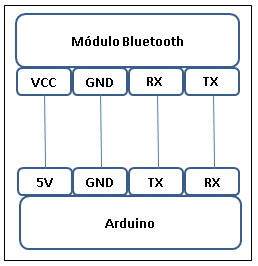 Módulo Bluetooth
VCC GND RX TX
5V GND TX RX
Arduino